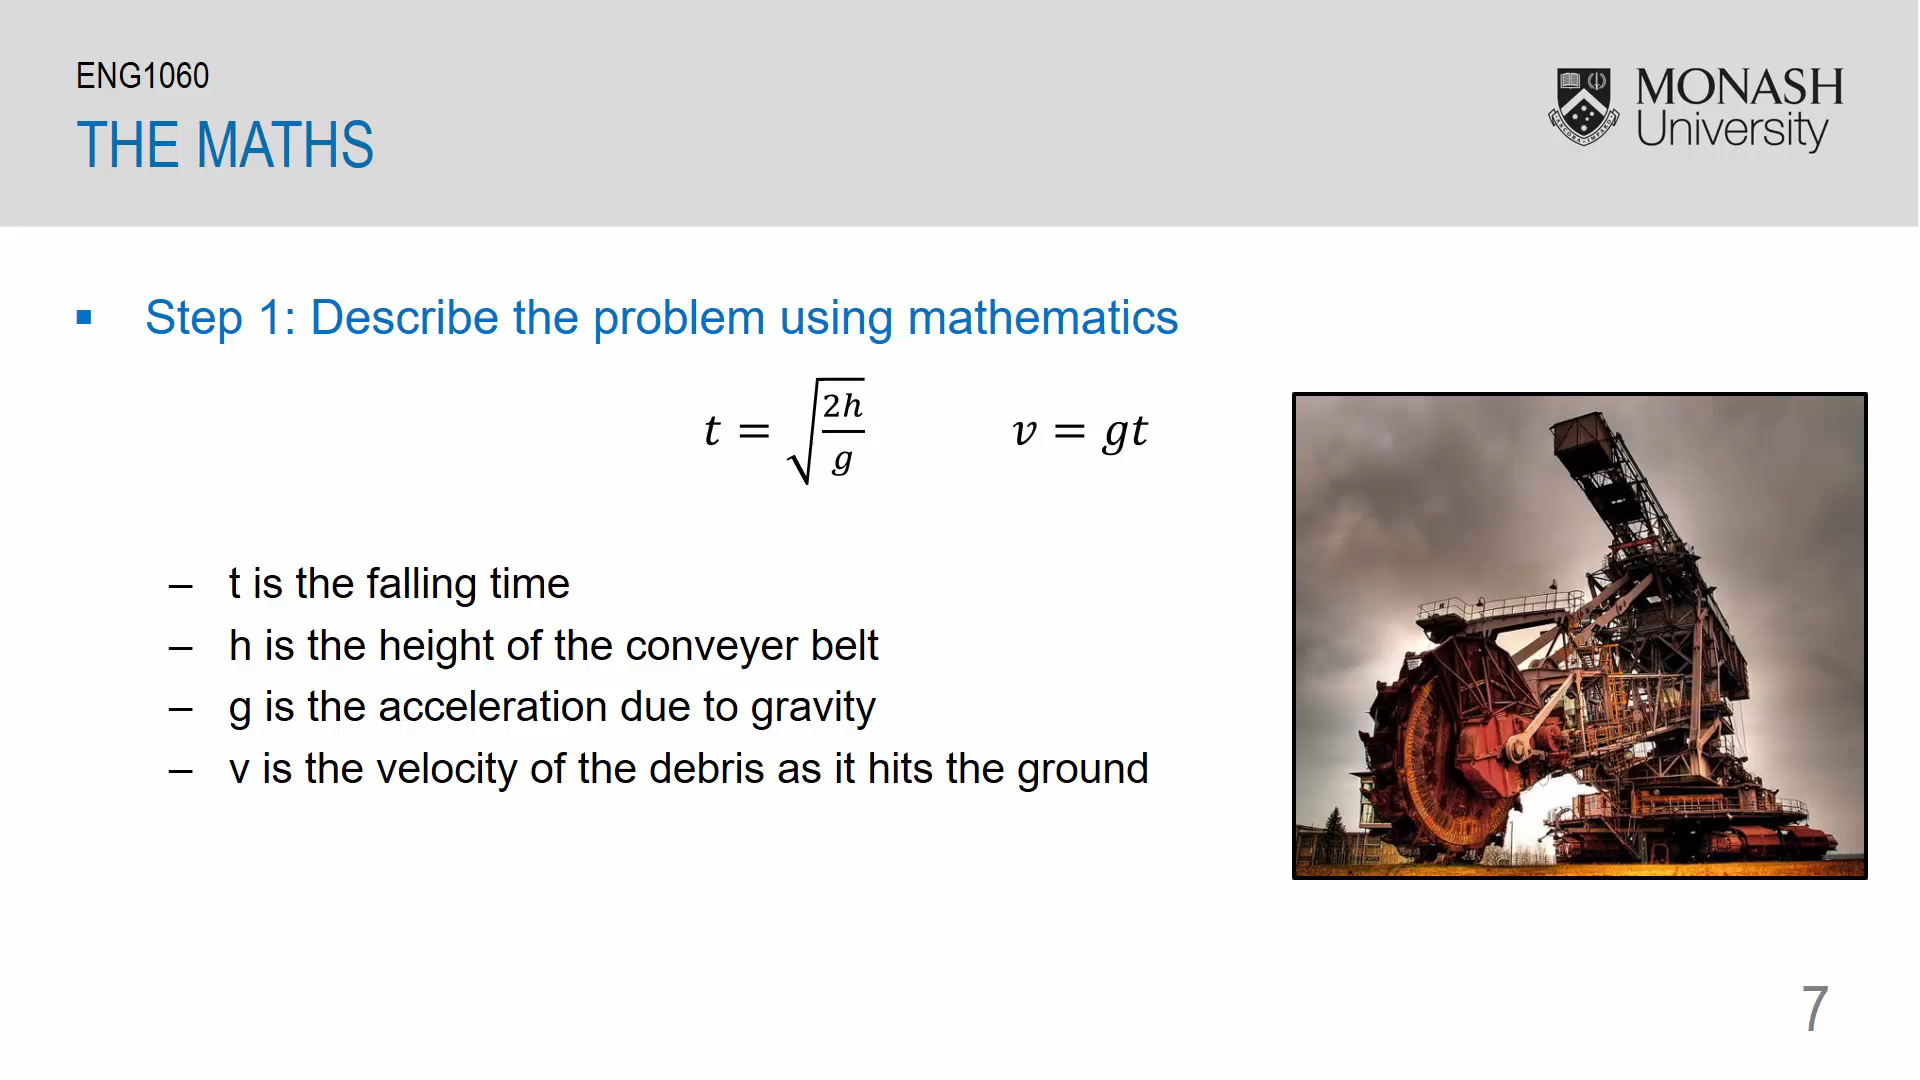 ENG1060
THE MATHS
MONASH
University
ANCORA IMPARO
▪ Step 1: Describe the problem using mathematics
t = √(2h/g)    v = gt
– t is the falling time
– h is the height of the conveyer belt
– g is the acceleration due to gravity
– v is the velocity of the debris as it hits the ground
7